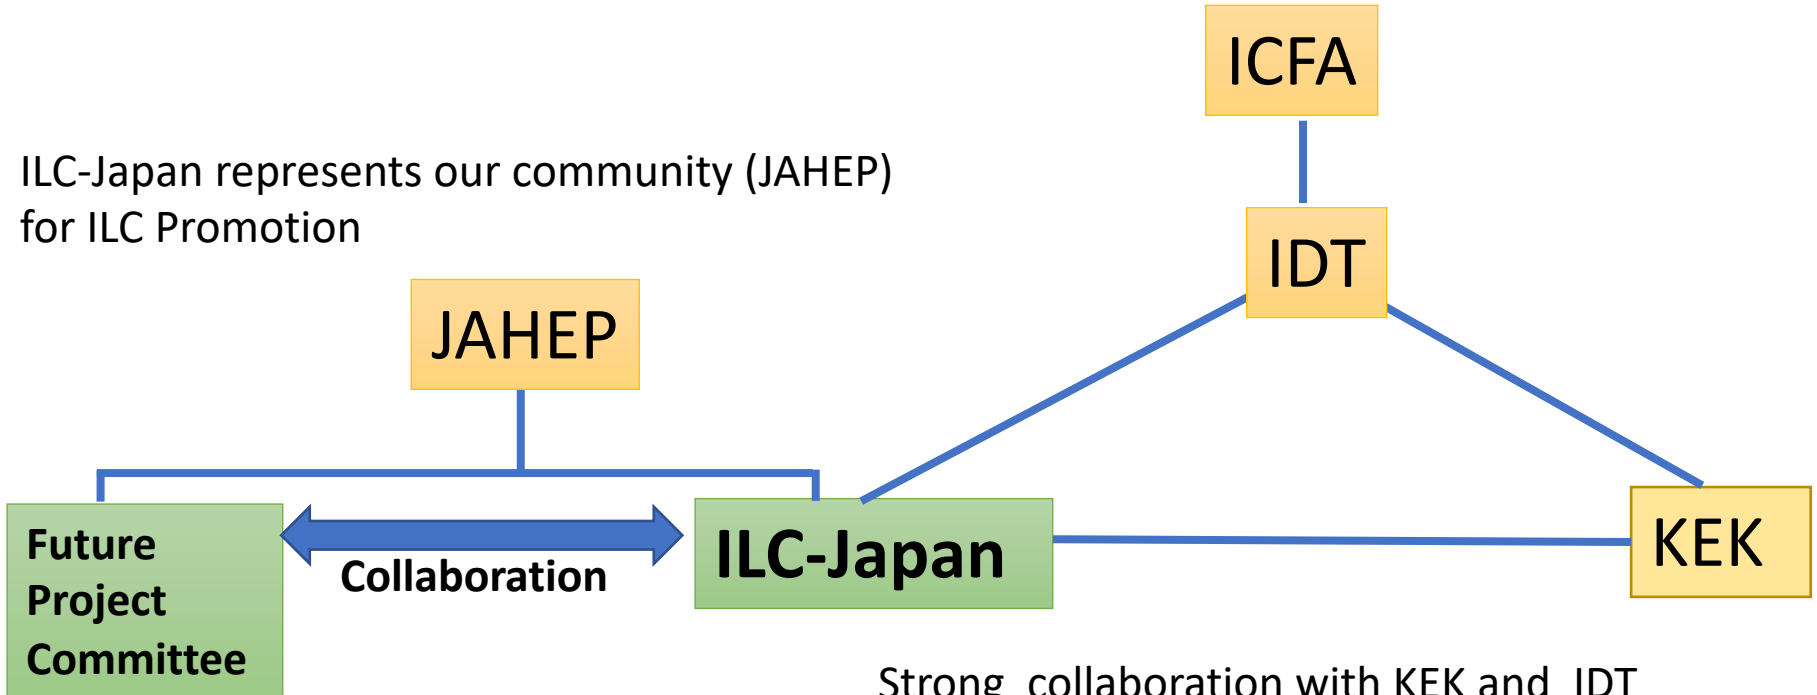 ICFA
ILC-Japan represents our community (JAHEP)
for ILC Promotion
IDT
JAHEP
Future
Project
Committee
Collaboration
ILC-Japan
KEK
Strong collaboration with KEK and IDT